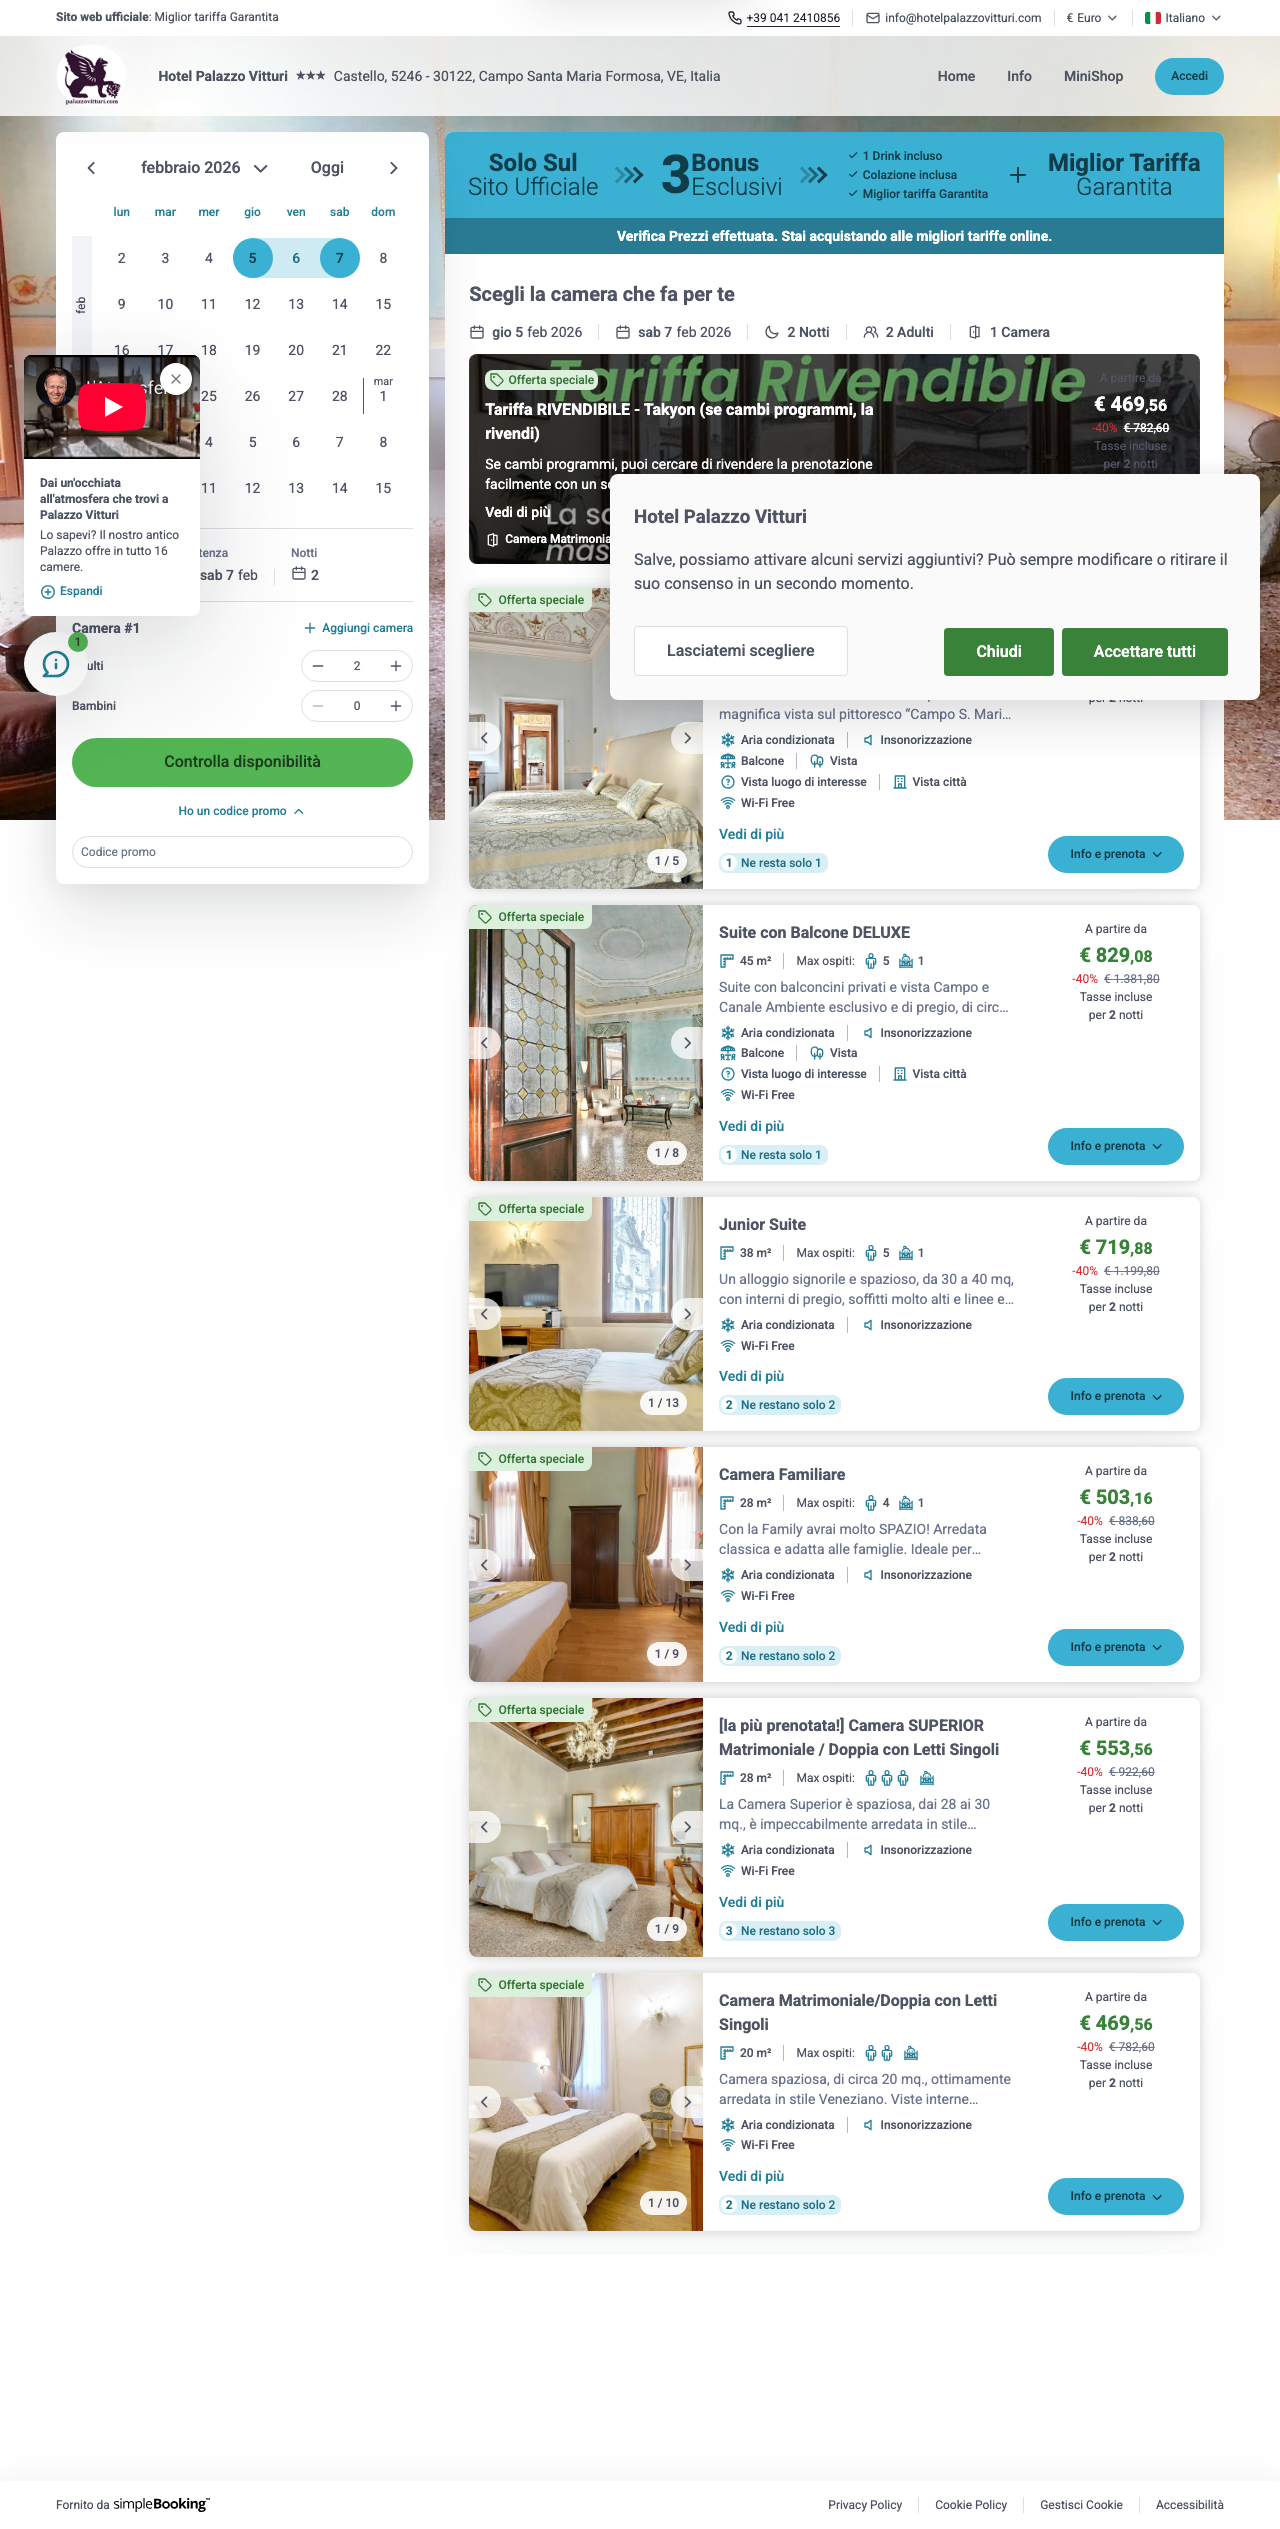 Sito web ufficiale: Miglior tariffa Garantita
+39 041 2410856
info@hotelpalazzovitturi.com
€ Euro
Italiano
palazzovitturi.com
Hotel Palazzo Vitturi ★★★ Castello, 5246 - 30122, Campo Santa Maria Formosa, VE, Italia
Home
Info
MiniShop
Accedi
febbraio 2026
Oggi
lun mar mer gio ven sab dom
feb
2 3 4 5 6 7 8
9 10 11 12 13 14 15
16 17 18 19 20 21 22
mar
25 26 27 28 1
4 5 6 7 8
11 12 13 14 15
Dai un'occhiata
all'atmosfera che trovi a
Palazzo Vitturi
Lo sapevi? Il nostro antico
Palazzo offre in tutto 16
camere.
Espandi
1
Notti
sab 7 feb
2
Camera #1
Aggiungi camera
2
Bambini
0
Controlla disponibilità
Ho un codice promo
Codice promo
Solo Sul
Sito Ufficiale
3 Bonus
Esclusivi
1 Drink incluso
Colazione inclusa
Miglior tariffa Garantita
Miglior Tariffa
Garantita
Verifica Prezzi effettuata. Stai acquistando alle migliori tariffe online.
Scegli la camera che fa per te
gio 5 feb 2026
sab 7 feb 2026
2 Notti
2 Adulti
1 Camera
Tariffa Rivendibile
Offerta speciale
Tariffa RIVENDIBILE - Takyon (se cambi programmi, la
rivendi)
Se cambi programmi, puoi cercare di rivendere la prenotazione
facilmente con un
Vedi di più
Camera
A partire da
€ 469,56
-40% € 782,60
Tasse incluse
per 2 notti
Hotel Palazzo Vitturi
Salve, possiamo attivare alcuni servizi aggiuntivi? Può sempre modificare o ritirare il
suo consenso in un secondo momento.
Lasciatemi scegliere
Chiudi
Accettare tutti
Offerta speciale
magnifica vista sul pittoresco “Campo S. Mari...
Aria condizionata
Insonorizzazione
Balcone
Vista
Vista luogo di interesse
Vista città
Wi-Fi Free
Vedi di più
1 Ne resta solo 1
Info e prenota
1 / 5
Offerta speciale
Suite con Balcone DELUXE
45 m² Max ospiti: 5 1
Suite con balconcini privati e vista Campo e
Canale Ambiente esclusivo e di pregio, di circ...
Aria condizionata
Insonorizzazione
Balcone
Vista
Vista luogo di interesse
Vista città
Wi-Fi Free
Vedi di più
1 Ne resta solo 1
1 / 8
A partire da
€ 829,08
-40% € 1.381,80
Tasse incluse
per 2 notti
Info e prenota
Offerta speciale
Junior Suite
38 m² Max ospiti: 5 1
Un alloggio signorile e spazioso, da 30 a 40 mq,
con interni di pregio, soffitti molto alti e linee e...
Aria condizionata
Insonorizzazione
Wi-Fi Free
Vedi di più
2 Ne restano solo 2
1 / 13
A partire da
€ 719,88
-40% € 1.199,80
Tasse incluse
per 2 notti
Info e prenota
Offerta speciale
Camera Familiare
28 m² Max ospiti: 4 1
Con la Family avrai molto SPAZIO! Arredata
classica e adatta alle famiglie. Ideale per...
Aria condizionata
Insonorizzazione
Wi-Fi Free
Vedi di più
2 Ne restano solo 2
1 / 9
A partire da
€ 503,16
-40% € 838,60
Tasse incluse
per 2 notti
Info e prenota
Offerta speciale
[la più prenotata!] Camera SUPERIOR
Matrimoniale / Doppia con Letti Singoli
28 m² Max ospiti:
La Camera Superior è spaziosa, dai 28 ai 30
mq., è impeccabilmente arredata in stile...
Aria condizionata
Insonorizzazione
Wi-Fi Free
Vedi di più
3 Ne restano solo 3
1 / 9
A partire da
€ 553,56
-40% € 922,60
Tasse incluse
per 2 notti
Info e prenota
Offerta speciale
Camera Matrimoniale/Doppia con Letti
Singoli
20 m² Max ospiti:
Camera spaziosa, di circa 20 mq., ottimamente
arredata in stile Veneziano. Viste interne...
Aria condizionata
Insonorizzazione
Wi-Fi Free
Vedi di più
2 Ne restano solo 2
1 / 10
A partire da
€ 469,56
-40% € 782,60
Tasse incluse
per 2 notti
Info e prenota
Fornito da simpleBooking™
Privacy Policy
Cookie Policy
Gestisci Cookie
Accessibilità